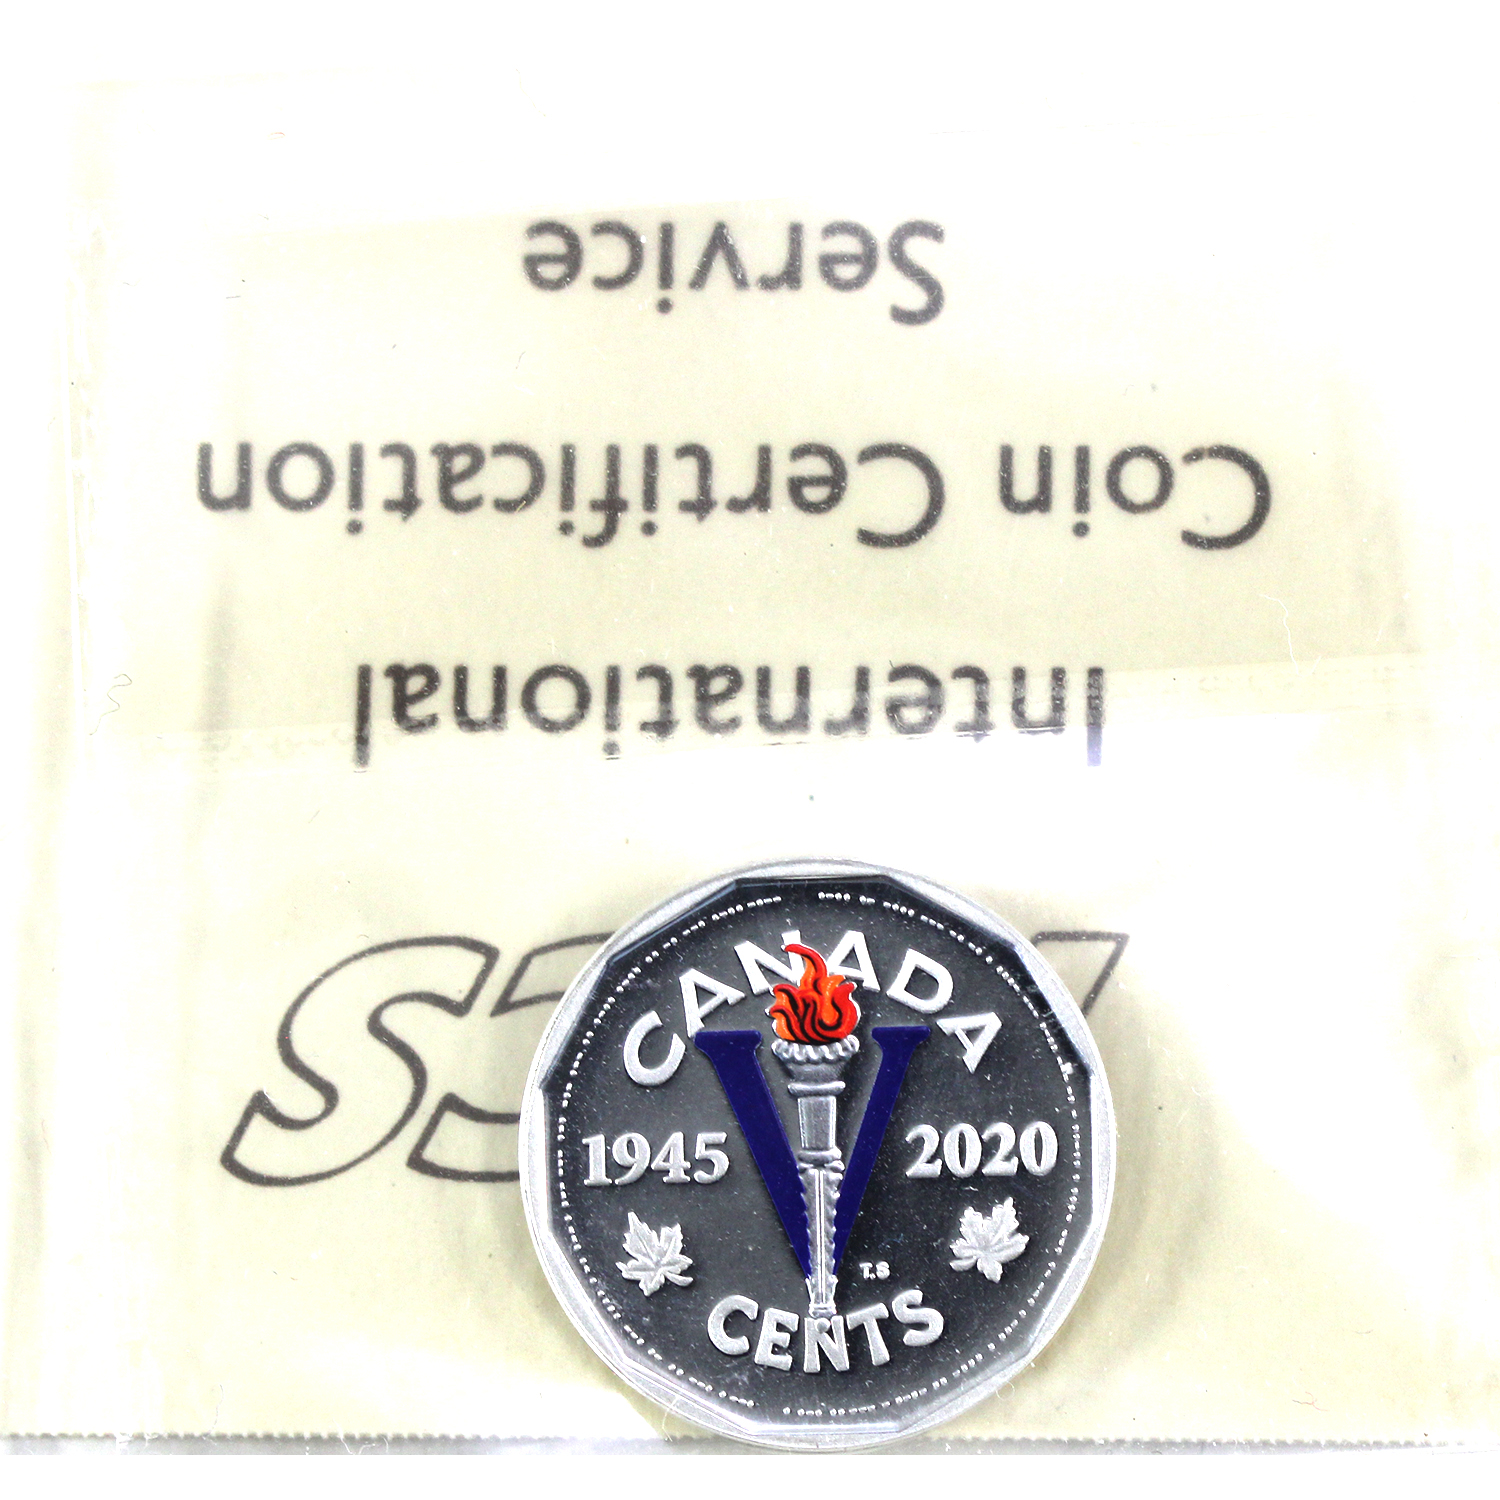 International
Coin Certification
Service
CANADA
V
1945 2020
T.S
CENTS